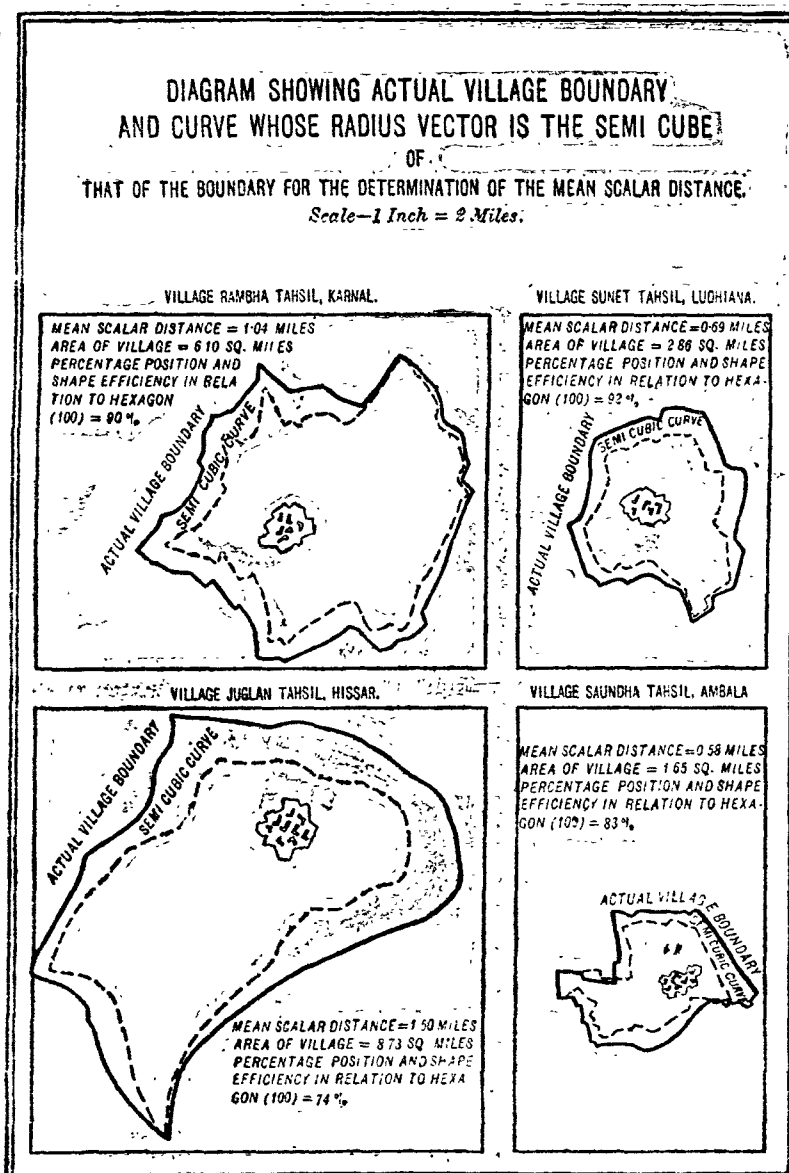 DIAGRAM SHOWING ACTUAL VILLAGE BOUNDARY
AND CURVE WHOSE RADIUS VECTOR IS THE SEMI CUBE
OF
THAT OF THE BOUNDARY FOR THE DETERMINATION OF THE MEAN SCALAR DISTANCE.
Scale—1 Inch = 2 Miles.
VILLAGE RAMBHA TAHSIL, KARNAL.
MEAN SCALAR DISTANCE = 1·04 MILES
AREA OF VILLAGE = 6·10 SQ. MILES
PERCENTAGE POSITION AND
SHAPE EFFICIENCY IN RELA
TION TO HEXAGON
(100) = 90 %
ACTUAL VILLAGE BOUNDARY
SEMI CUBIC CURVE
VILLAGE SUNET TAHSIL, LUDHIANA.
MEAN SCALAR DISTANCE=0·69 MILES
AREA OF VILLAGE = 2·86 SQ. MILES
PERCENTAGE POSITION AND SHAPE
EFFICIENCY IN RELATION TO HEXA-
GON (100) = 92 %
SEMI CUBIC CURVE
ACTUAL VILLAGE BOUNDARY
VILLAGE JUGLAN TAHSIL, HISSAR.
ACTUAL VILLAGE BOUNDARY
SEMI CUBIC CURVE
MEAN SCALAR DISTANCE=1·50 MILES
AREA OF VILLAGE = 8·73 SQ MILES
PERCENTAGE POSITION AND SHAPE
EFFICIENCY IN RELATION TO HEXA
GON (100) = 74 %
VILLAGE SAUNDHA TAHSIL, AMBALA
MEAN SCALAR DISTANCE=0·58 MILES
AREA OF VILLAGE = 1·65 SQ. MILES
PERCENTAGE POSITION AND SHAPE
EFFICIENCY IN RELATION TO HEXA-
GON (100) = 83 %
ACTUAL VILLAGE BOUNDARY
SEMI CUBIC CURVE